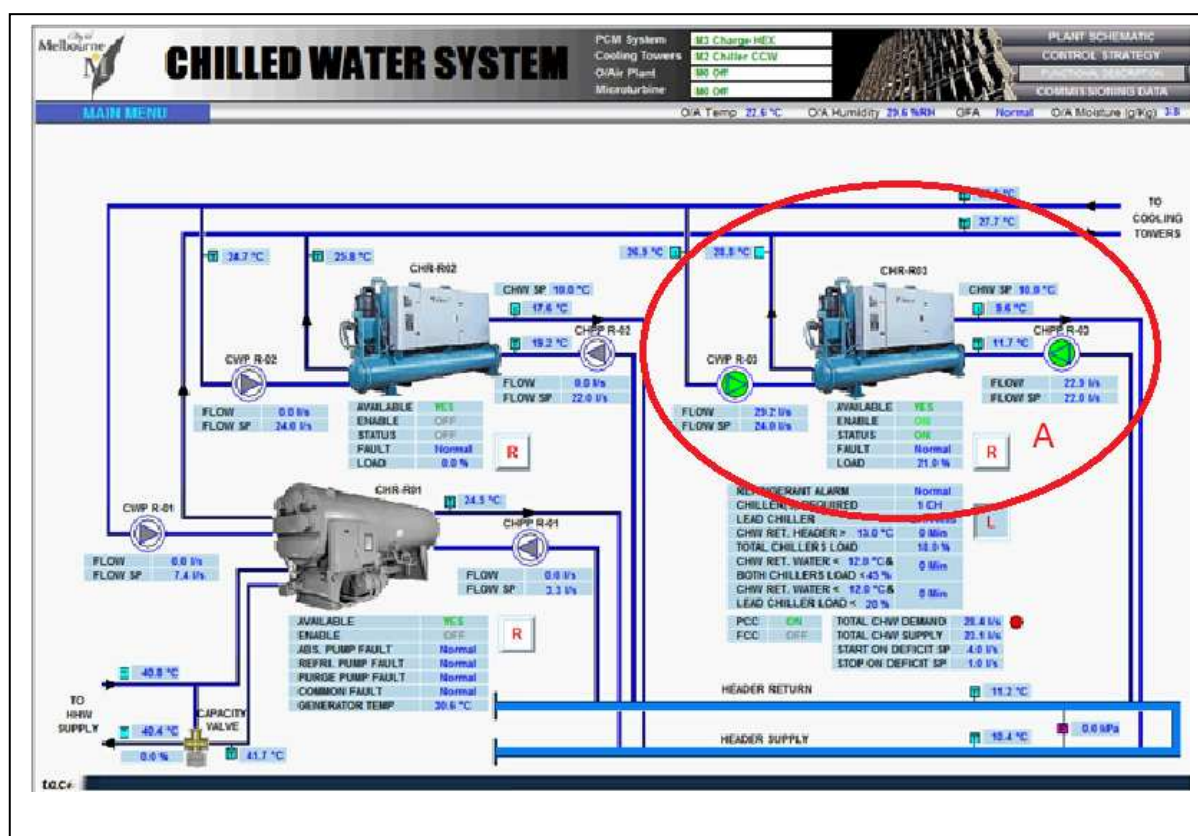 City of
Melbourne
M
CHILLED WATER SYSTEM
PCM System M3 Charge HEX
Cooling Towers M2 Chiller CCW
O/Air Plant M0 Off
Microturbine M0 Off
PLANT SCHEMATIC
CONTROL STRATEGY
FUNCTIONAL DESCRIPTION
COMMISSIONING DATA
MAIN MENU
O/A Temp 22.6 °C O/A Humidity 29.6 %RH GFA Normal O/A Moisture (g/Kg)
TO
COOLING
TOWERS
27.7 °C
24.7 °C
25.8 °C
CHR-R02
CHW SP 10.0 °C
17.6 °C
19.2 °C
CHPP R-02
CWP R-02
FLOW 0.0 l/s
FLOW SP 24.0 l/s
FLOW 0.0 l/s
FLOW SP 22.0 l/s
AVAILABLE YES
ENABLE OFF
STATUS OFF
FAULT Normal
LOAD 0.0 %
R
CHR-R03
CHW SP 10.0 °C
9.6 °C
CHPP R-03
11.7 °C
CWP R-03
FLOW 29.2 l/s
FLOW SP 24.0 l/s
FLOW
FLOW SP 22.0 l/s
AVAILABLE YES
ENABLE ON
STATUS ON
FAULT Normal
LOAD 21.0 %
R
A
CHR-R01
24.5 °C
CWP R-01
CHPP R-01
FLOW 0.0 l/s
FLOW SP 7.4 l/s
FLOW 0.0 l/s
FLOW SP 3.3 l/s
AVAILABLE YES
ENABLE OFF
ABS. PUMP FAULT Normal
REFRI. PUMP FAULT Normal
PURGE PUMP FAULT Normal
COMMON FAULT Normal
GENERATOR TEMP 30.6 °C
R
REFRIGERANT ALARM Normal
CHILLER(S) REQUIRED 1 CH
LEAD CHILLER
CHW RET. HEADER > 13.0 °C 0 Min
TOTAL CHILLERS LOAD 18.0 %
CHW RET. WATER < 12.0 °C &
BOTH CHILLERS LOAD <45 % 0 Min
CHW RET. WATER < 12.0 °C &
LEAD CHILLER LOAD < 20 % 0 Min
L
PCC ON
FCC OFF
TOTAL CHW DEMAND 28.4 l/s
TOTAL CHW SUPPLY 23.1 l/s
START ON DEFICIT SP 4.0 l/s
STOP ON DEFICIT SP 1.0 l/s
HEADER RETURN 11.2 °C
HEADER SUPPLY 10.4 °C
0.0 kPa
40.8 °C
TO
HHW
SUPPLY
CAPACITY
VALVE
40.4 °C
0.0 %
41.7 °C
t.a.c